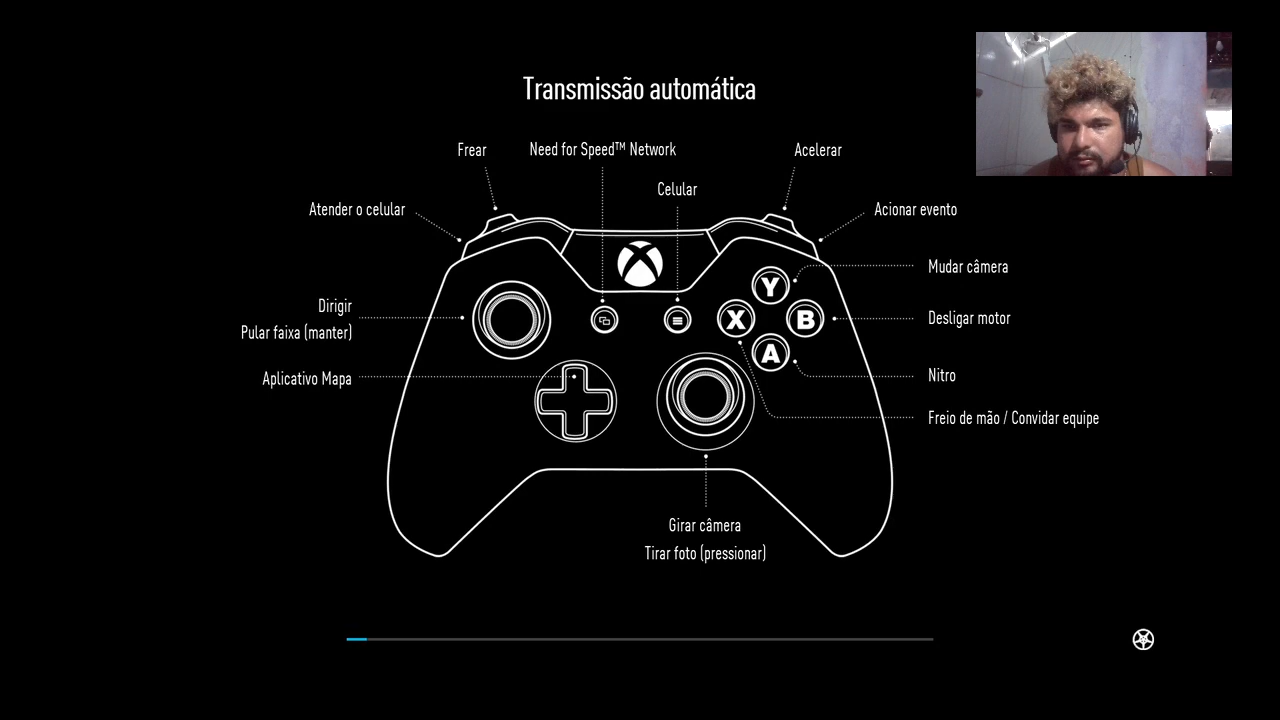 Transmissão automática
Frear
Need for Speed™ Network
Acelerar
Celular
Atender o celular
Acionar evento
Mudar câmera
Y
Dirigir
X
B
Desligar motor
Pular faixa (manter)
A
Aplicativo Mapa
Nitro
Freio de mão / Convidar equipe
Girar câmera
Tirar foto (pressionar)